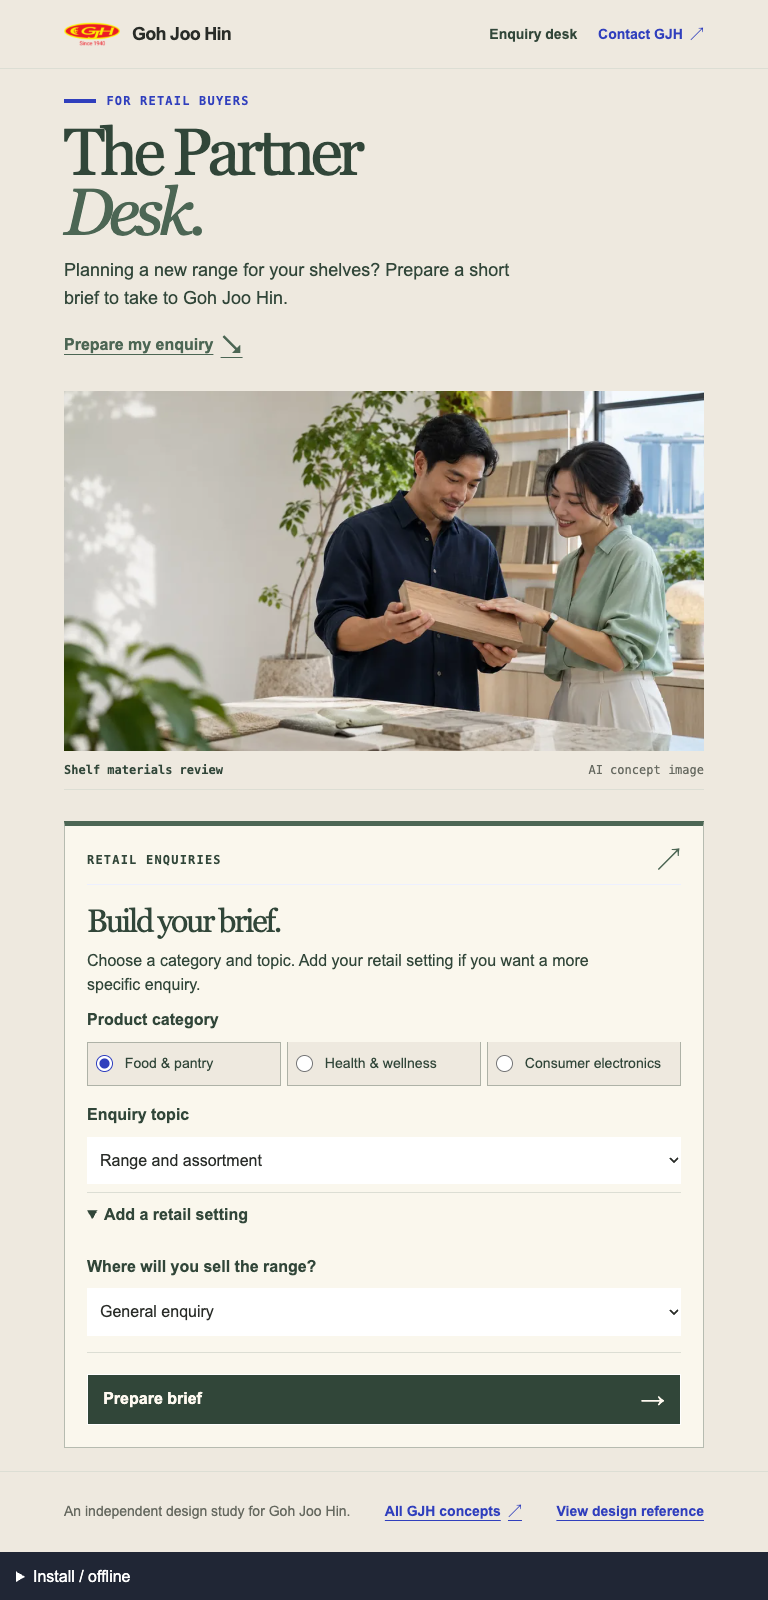 GJH
Since 1940
Goh Joo Hin
Enquiry desk
Contact GJH ↗
FOR RETAIL BUYERS
The Partner
Desk.
Planning a new range for your shelves? Prepare a short
brief to take to Goh Joo Hin.
Prepare my enquiry ↘
Shelf materials review
AI concept image
RETAIL ENQUIRIES ↗
Build your brief.
Choose a category and topic. Add your retail setting if you want a more
specific enquiry.
Product category
Food & pantry
Health & wellness
Consumer electronics
Enquiry topic
Range and assortment
▼ Add a retail setting
Where will you sell the range?
General enquiry
Prepare brief →
An independent design study for Goh Joo Hin.
All GJH concepts ↗
View design reference
▶ Install / offline